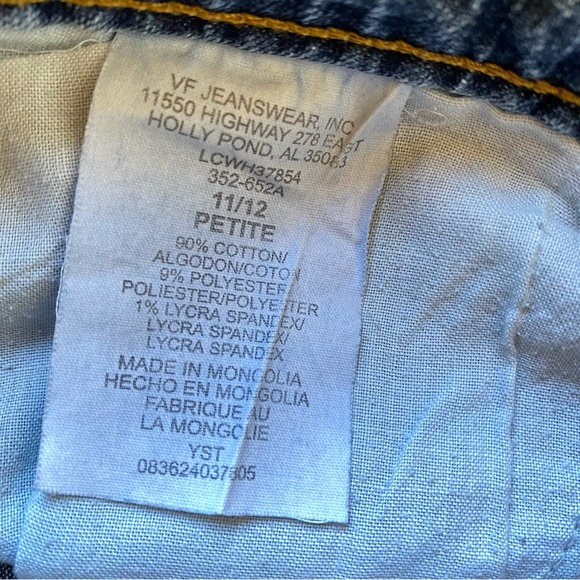 VF JEANSWEAR, INC
11550 HIGHWAY 278 EAST
HOLLY POND, AL 35083
LCWH37854
352-652A
11/12
PETITE
90% COTTON/
ALGODON/COTON
9% POLYESTER
POLIESTER/POLYESTER
1% LYCRA SPANDEX/
LYCRA SPANDEX/
LYCRA SPANDEX
MADE IN MONGOLIA
HECHO EN MONGOLIA
FABRIQUE AU
LA MONGOLIE
YST
083624037805